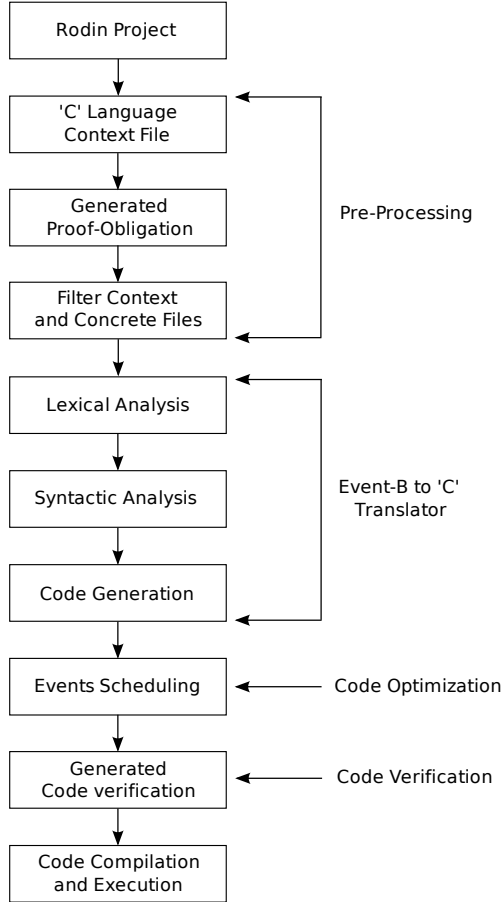 Rodin Project
'C' Language
Context File
Generated
Proof-Obligation
Pre-Processing
Filter Context
and Concrete Files
Lexical Analysis
Syntactic Analysis
Event-B to 'C'
Translator
Code Generation
Events Scheduling
Code Optimization
Generated
Code verification
Code Verification
Code Compilation
and Execution